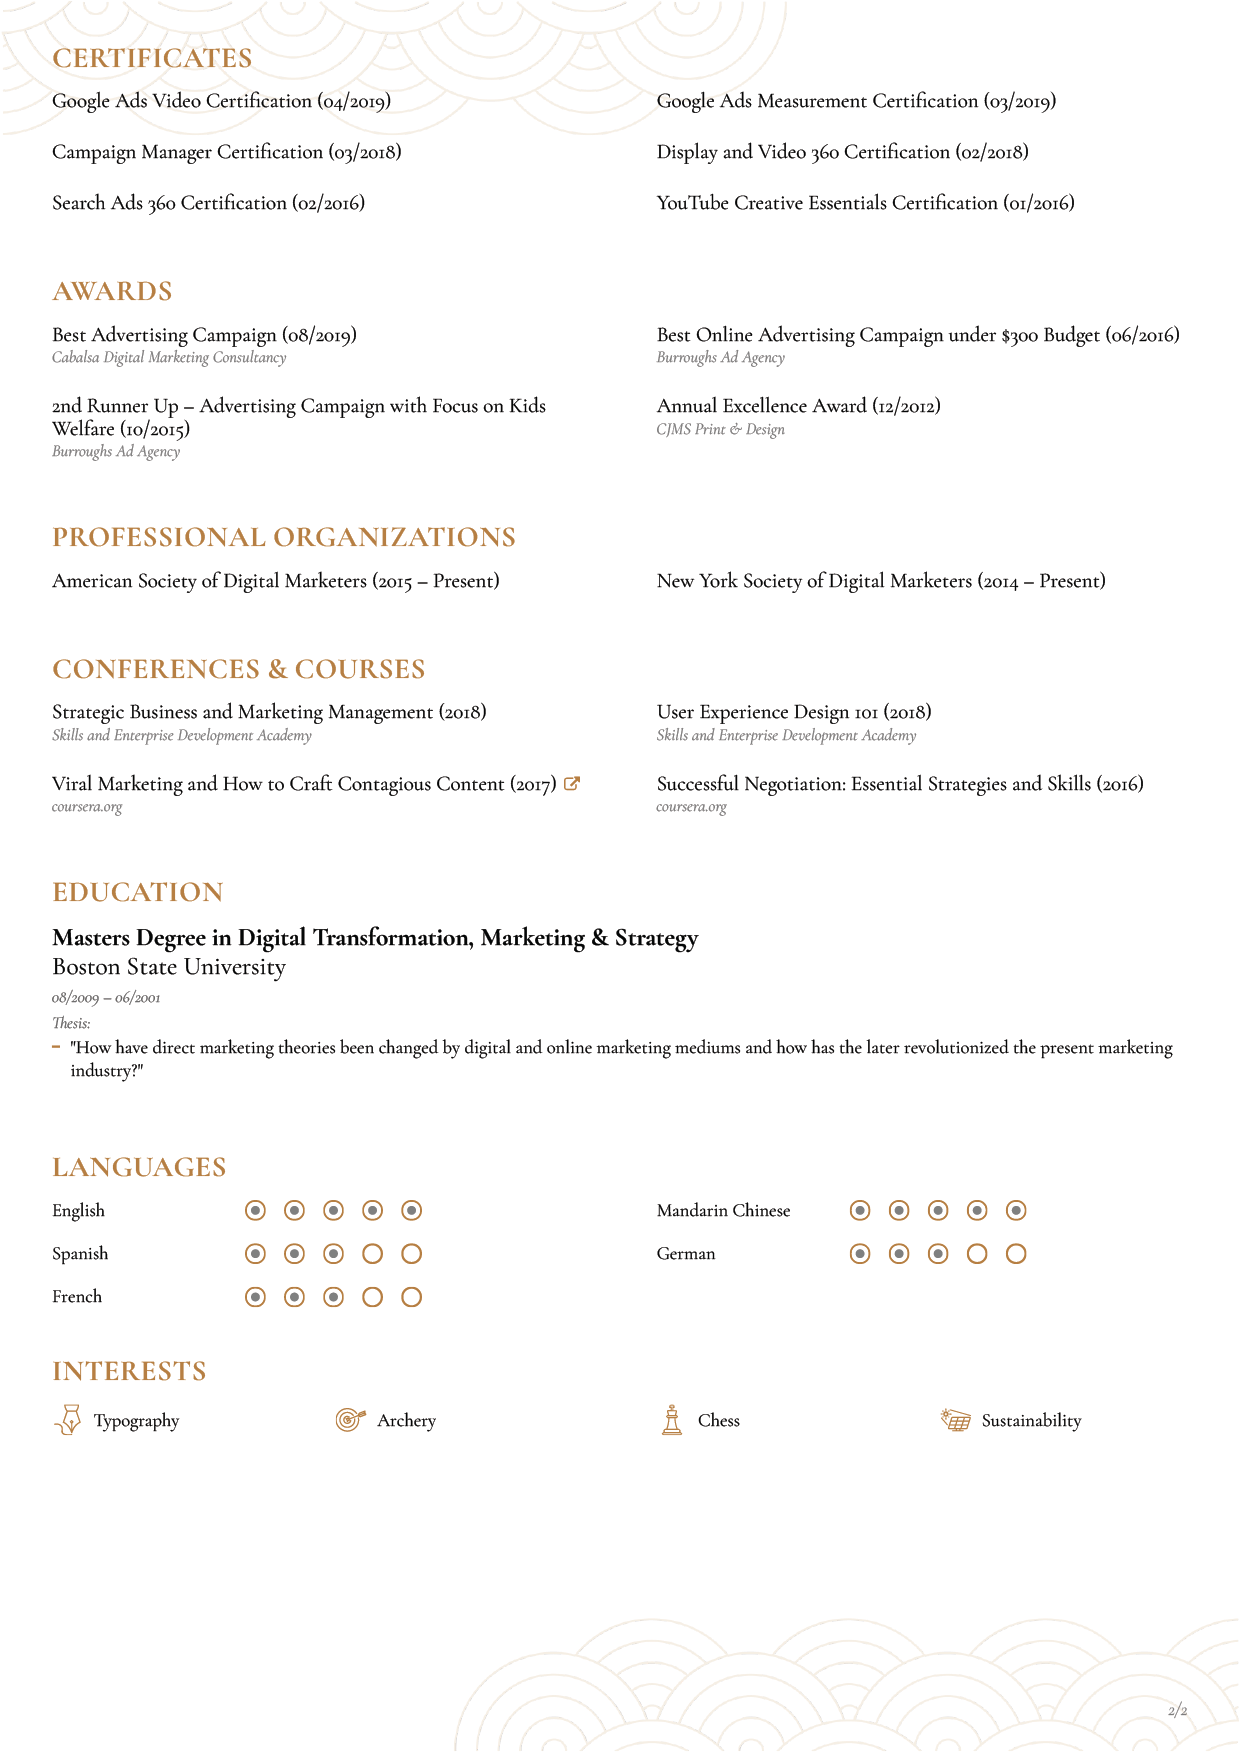 CERTIFICATES
Google Ads Video Certification (04/2019)
Google Ads Measurement Certification (03/2019)
Campaign Manager Certification (03/2018)
Display and Video 360 Certification (02/2018)
Search Ads 360 Certification (02/2016)
YouTube Creative Essentials Certification (01/2016)
AWARDS
Best Advertising Campaign (08/2019)
Cabalsa Digital Marketing Consultancy
Best Online Advertising Campaign under $300 Budget (06/2016)
Burroughs Ad Agency
2nd Runner Up – Advertising Campaign with Focus on Kids
Welfare (10/2015)
Burroughs Ad Agency
Annual Excellence Award (12/2012)
CJMS Print & Design
PROFESSIONAL ORGANIZATIONS
American Society of Digital Marketers (2015 – Present)
New York Society of Digital Marketers (2014 – Present)
CONFERENCES & COURSES
Strategic Business and Marketing Management (2018)
Skills and Enterprise Development Academy
User Experience Design 101 (2018)
Skills and Enterprise Development Academy
Viral Marketing and How to Craft Contagious Content (2017)
coursera.org
Successful Negotiation: Essential Strategies and Skills (2016)
coursera.org
EDUCATION
Masters Degree in Digital Transformation, Marketing & Strategy
Boston State University
08/2009 – 06/2001
Thesis:
– "How have direct marketing theories been changed by digital and online marketing mediums and how has the later revolutionized the present marketing
industry?"
LANGUAGES
English
Mandarin Chinese
Spanish
German
French
INTERESTS
Typography
Archery
Chess
Sustainability
2/2